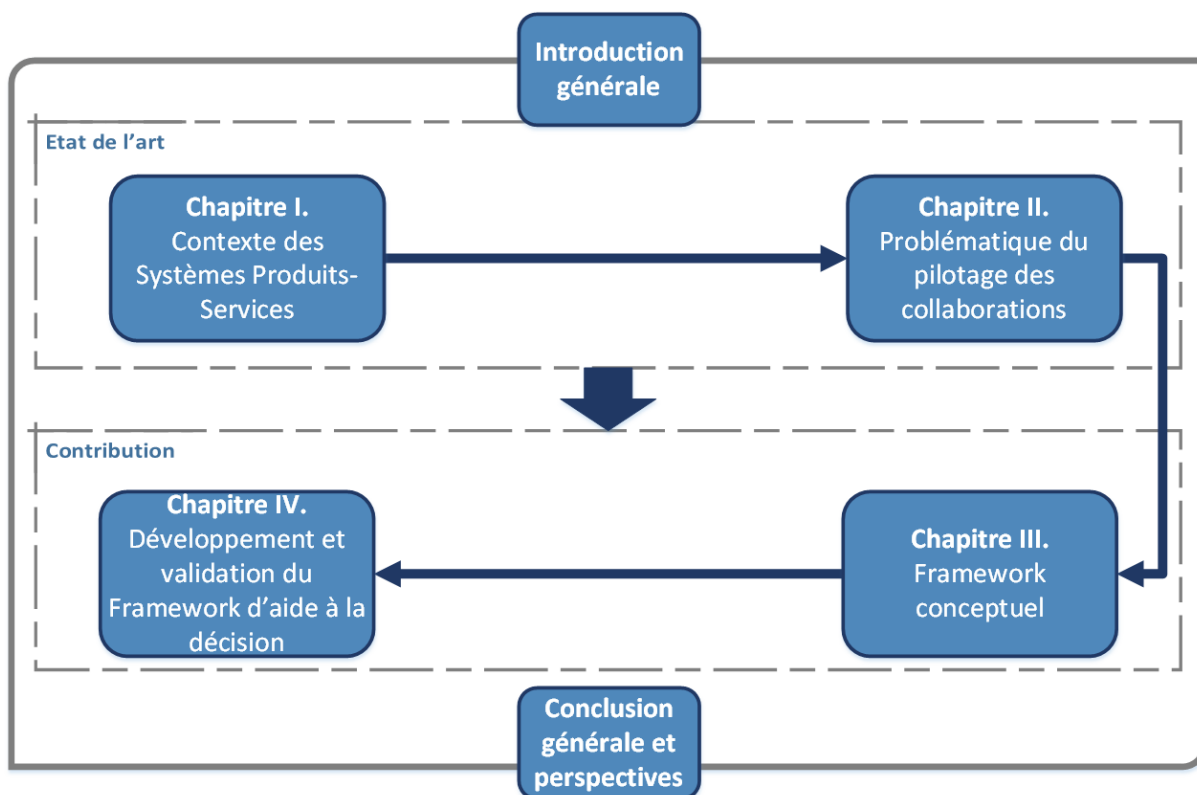 Introduction
générale
Etat de l’art
Chapitre I.
Contexte des
Systèmes Produits-
Services
Chapitre II.
Problématique du
pilotage des
collaborations
Contribution
Chapitre IV.
Développement et
validation du
Framework d’aide à la
décision
Chapitre III.
Framework
conceptuel
Conclusion
générale et
perspectives